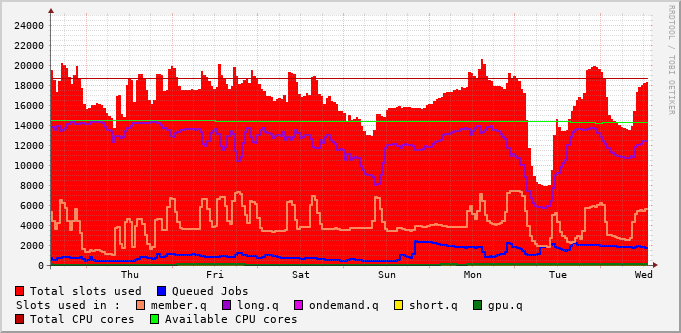 24000
22000
20000
18000
16000
14000
12000
10000
8000
6000
4000
2000
0
Thu Fri Sat Sun Mon Tue Wed
RRDTOOL / TOBI OETIKER
Total slots used Queued Jobs
Slots used in : member.q long.q ondemand.q short.q gpu.q
Total CPU cores Available CPU cores